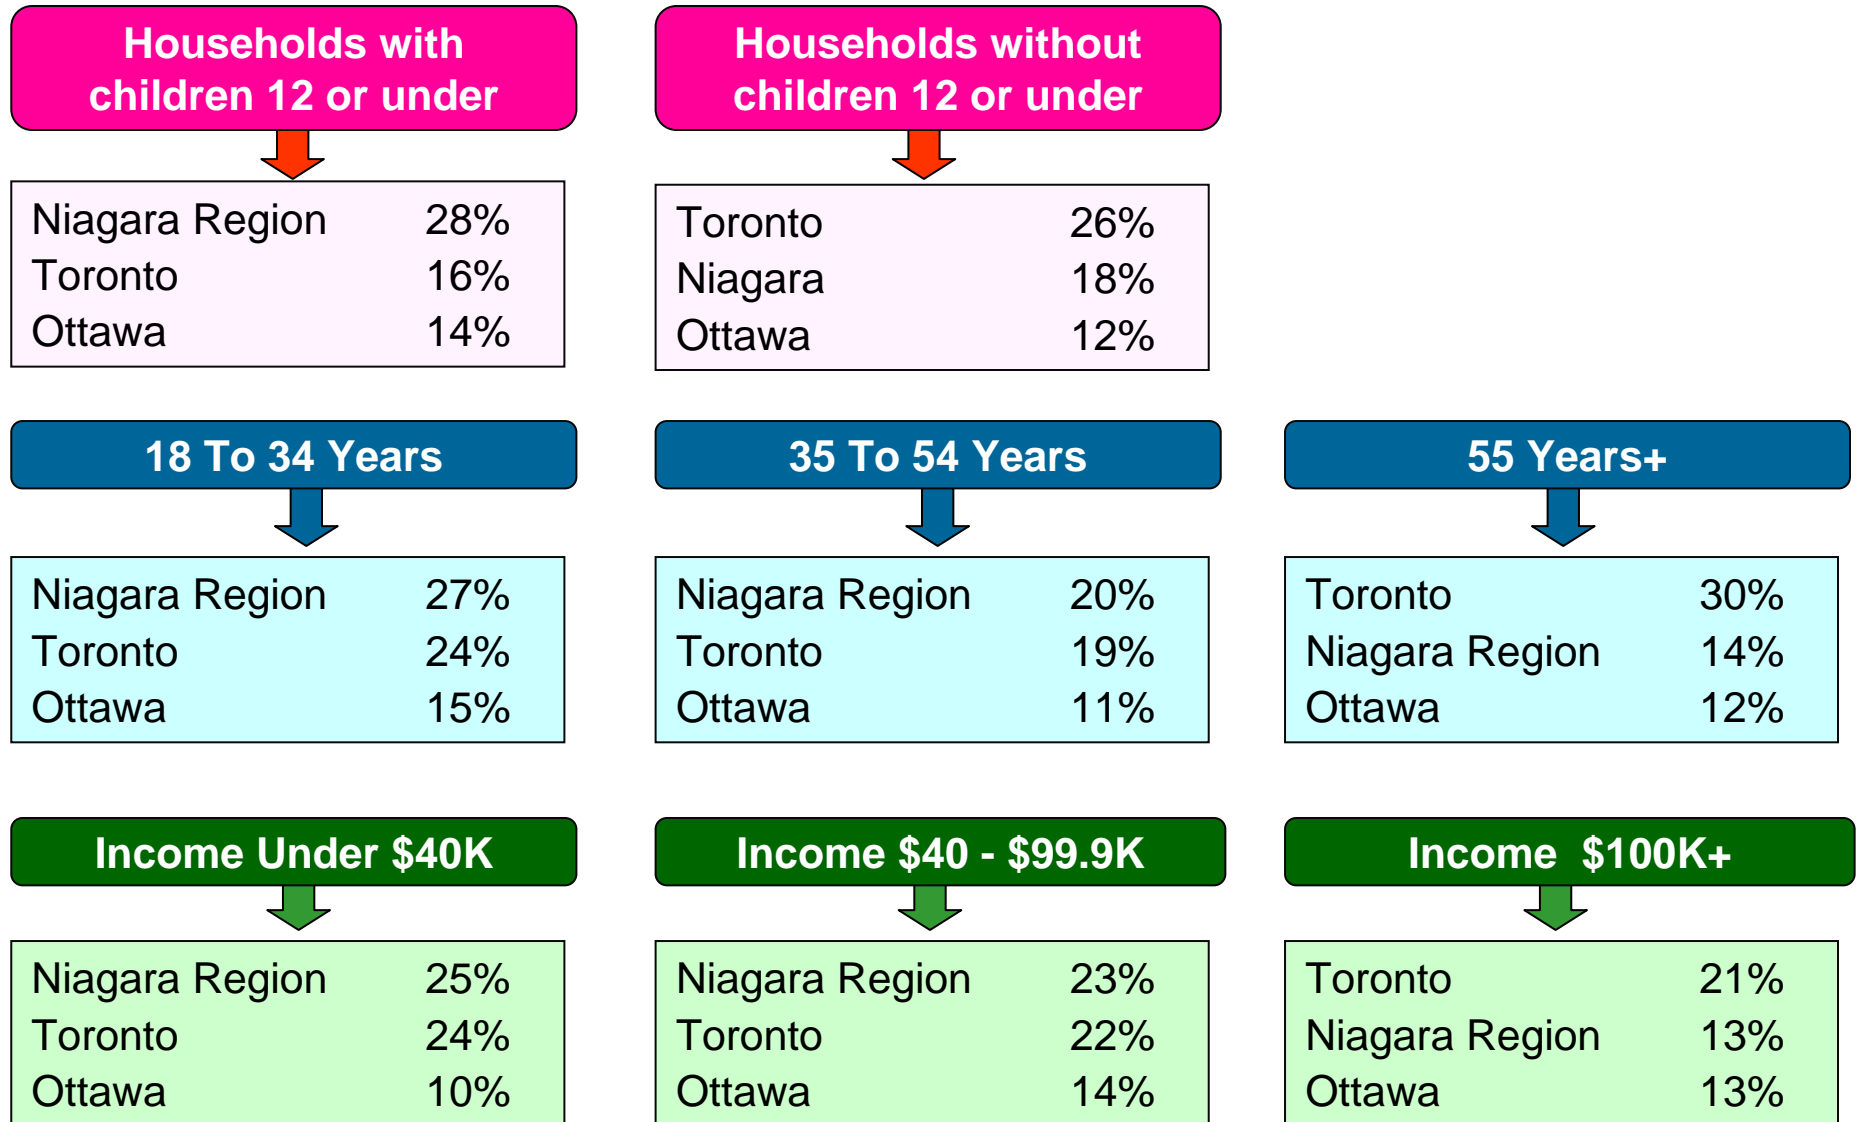 Households with
children 12 or under
Households without
children 12 or under
Niagara Region 28%
Toronto 16%
Ottawa 14%
Toronto 26%
Niagara 18%
Ottawa 12%
18 To 34 Years
35 To 54 Years
55 Years+
Niagara Region 27%
Toronto 24%
Ottawa 15%
Niagara Region 20%
Toronto 19%
Ottawa 11%
Toronto 30%
Niagara Region 14%
Ottawa 12%
Income Under $40K
Income $40 - $99.9K
Income $100K+
Niagara Region 25%
Toronto 24%
Ottawa 10%
Niagara Region 23%
Toronto 22%
Ottawa 14%
Toronto 21%
Niagara Region 13%
Ottawa 13%